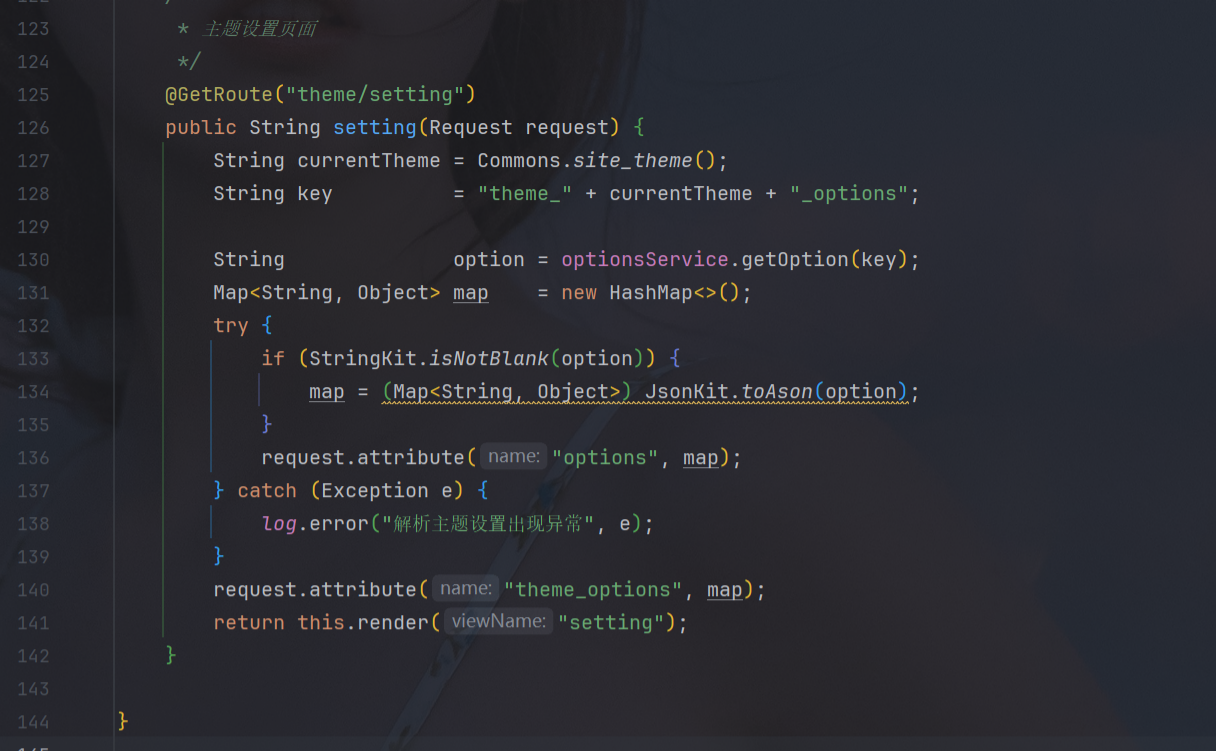 123 * 主题设置页面
124 */
125 @GetRoute("theme/setting")
126 public String setting(Request request) {
127 String currentTheme = Commons.site_theme();
128 String key = "theme_" + currentTheme + "_options";
129
130 String option = optionsService.getOption(key);
131 Map<String, Object> map = new HashMap<>();
132 try {
133 if (StringKit.isNotBlank(option)) {
134 map = (Map<String, Object>) JsonKit.toAson(option);
135 }
136 request.attribute( name: "options", map);
137 } catch (Exception e) {
138 log.error("解析主题设置出现异常", e);
139 }
140 request.attribute( name: "theme_options", map);
141 return this.render( viewName: "setting");
142 }
143
144 }